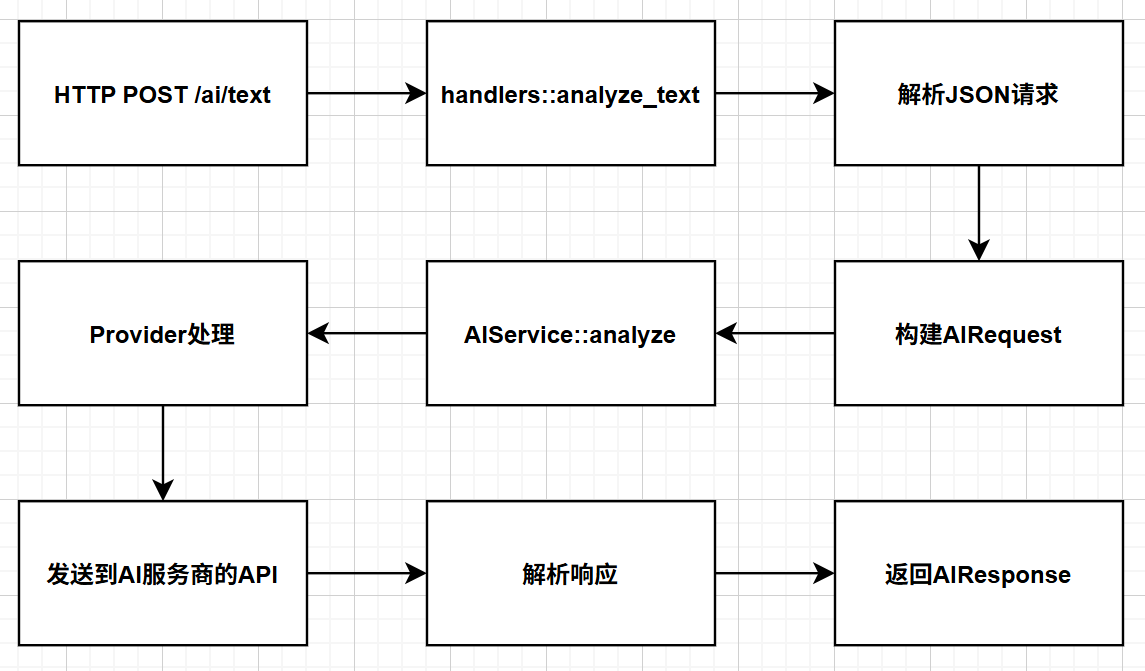 HTTP POST /ai/text
handlers::analyze_text
解析JSON请求
Provider处理
AIService::analyze
构建AIRequest
发送到AI服务商的API
解析响应
返回AIResponse